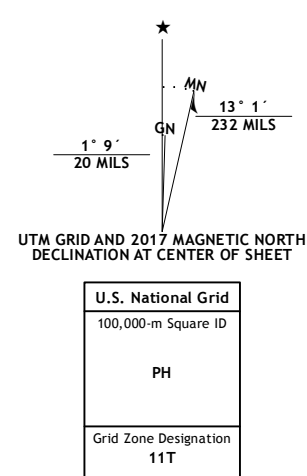 ★
MN
GN
13° 1´
232 MILS
1° 9´
20 MILS
UTM GRID AND 2017 MAGNETIC NORTH
DECLINATION AT CENTER OF SHEET
U.S. National Grid
100,000-m Square ID
PH
Grid Zone Designation
11T